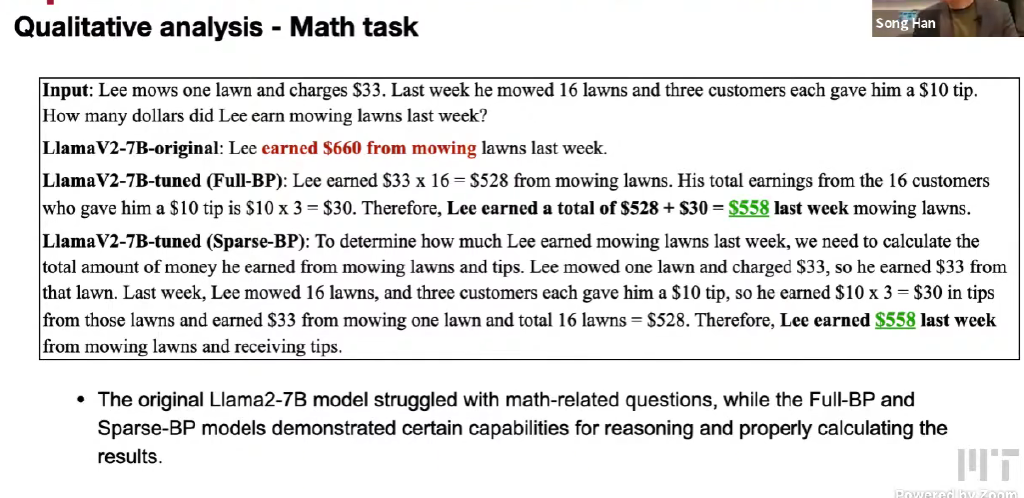 Qualitative analysis - Math task
Song Han
Input: Lee mows one lawn and charges $33. Last week he mowed 16 lawns and three customers each gave him a $10 tip.
How many dollars did Lee earn mowing lawns last week?
LlamaV2-7B-original: Lee earned $660 from mowing lawns last week.
LlamaV2-7B-tuned (Full-BP): Lee earned $33 x 16 = $528 from mowing lawns. His total earnings from the 16 customers
who gave him a $10 tip is $10 x 3 = $30. Therefore, Lee earned a total of $528 + $30 = $558 last week mowing lawns.
LlamaV2-7B-tuned (Sparse-BP): To determine how much Lee earned mowing lawns last week, we need to calculate the
total amount of money he earned from mowing lawns and tips. Lee mowed one lawn and charged $33, so he earned $33 from
that lawn. Last week, Lee mowed 16 lawns, and three customers each gave him a $10 tip, so he earned $10 x 3 = $30 in tips
from those lawns and earned $33 from mowing one lawn and total 16 lawns = $528. Therefore, Lee earned $558 last week
from mowing lawns and receiving tips.
• The original Llama2-7B model struggled with math-related questions, while the Full-BP and
Sparse-BP models demonstrated certain capabilities for reasoning and properly calculating the
results.
MIT
Powered by Zoom